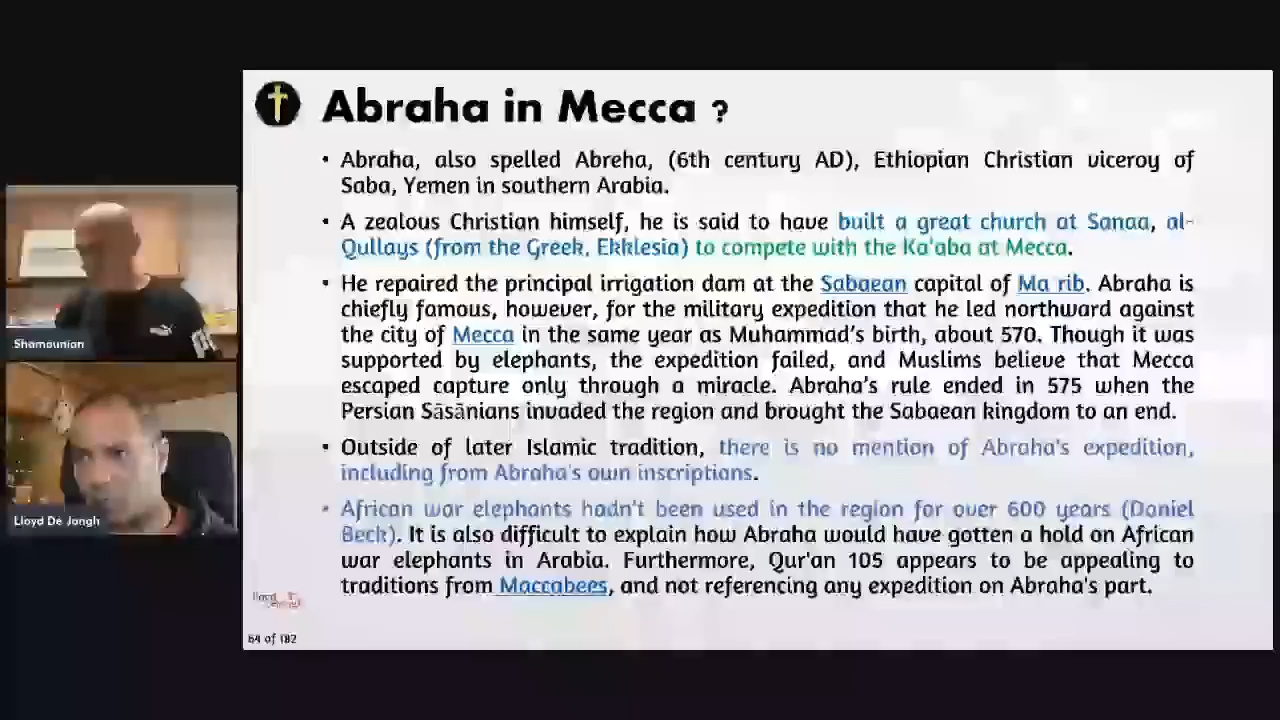 Abraha in Mecca ?
• Abraha, also spelled Abreha, (6th century AD), Ethiopian Christian viceroy of
Saba, Yemen in southern Arabia.
• A zealous Christian himself, he is said to have built a great church at Sanaa, al-
Qullays (from the Greek, Ekklesia) to compete with the Ka'aba at Mecca.
• He repaired the principal irrigation dam at the Sabaean capital of Ma rib. Abraha is
chiefly famous, however, for the military expedition that he led northward against
the city of Mecca in the same year as Muhammad's birth, about 570. Though it was
supported by elephants, the expedition failed, and Muslims believe that Mecca
escaped capture only through a miracle. Abraha's rule ended in 575 when the
Persian Sāsānians invaded the region and brought the Sabaean kingdom to an end.
• Outside of later Islamic tradition, there is no mention of Abraha's expedition,
including from Abraha's own inscriptions.
• African war elephants hadn't been used in the region for over 600 years (Daniel
Beck). It is also difficult to explain how Abraha would have gotten a hold on African
war elephants in Arabia. Furthermore, Qur'an 105 appears to be appealing to
traditions from Maccabees, and not referencing any expedition on Abraha's part.
64 of 182
Shamounian
Lloyd De Jongh